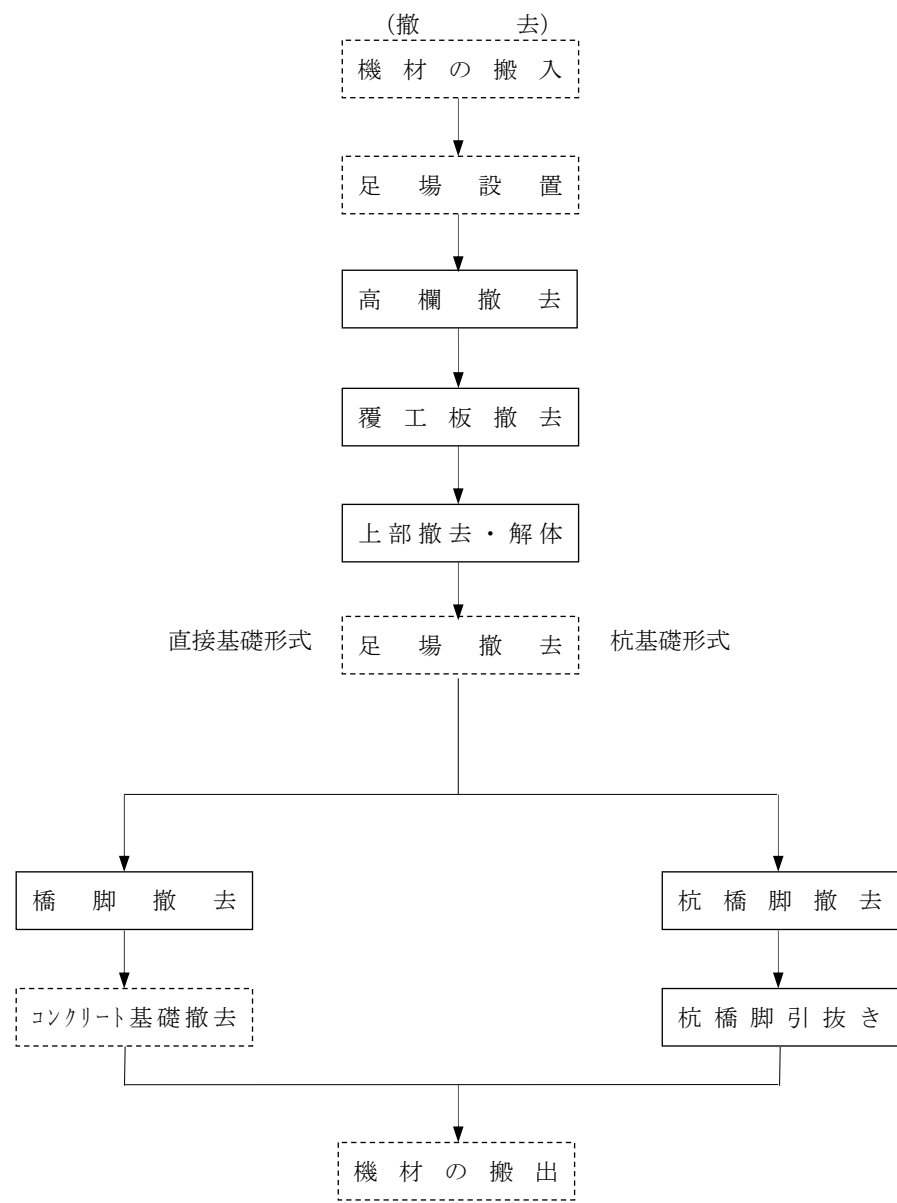 (撤 去)
機材の搬入
足場設置
高欄撤去
覆工板撤去
上部撤去・解体
直接基礎形式 足場撤去 杭基礎形式
橋脚撤去 杭橋脚撤去
コンクリート基礎撤去 杭橋脚引抜き
機材の搬出